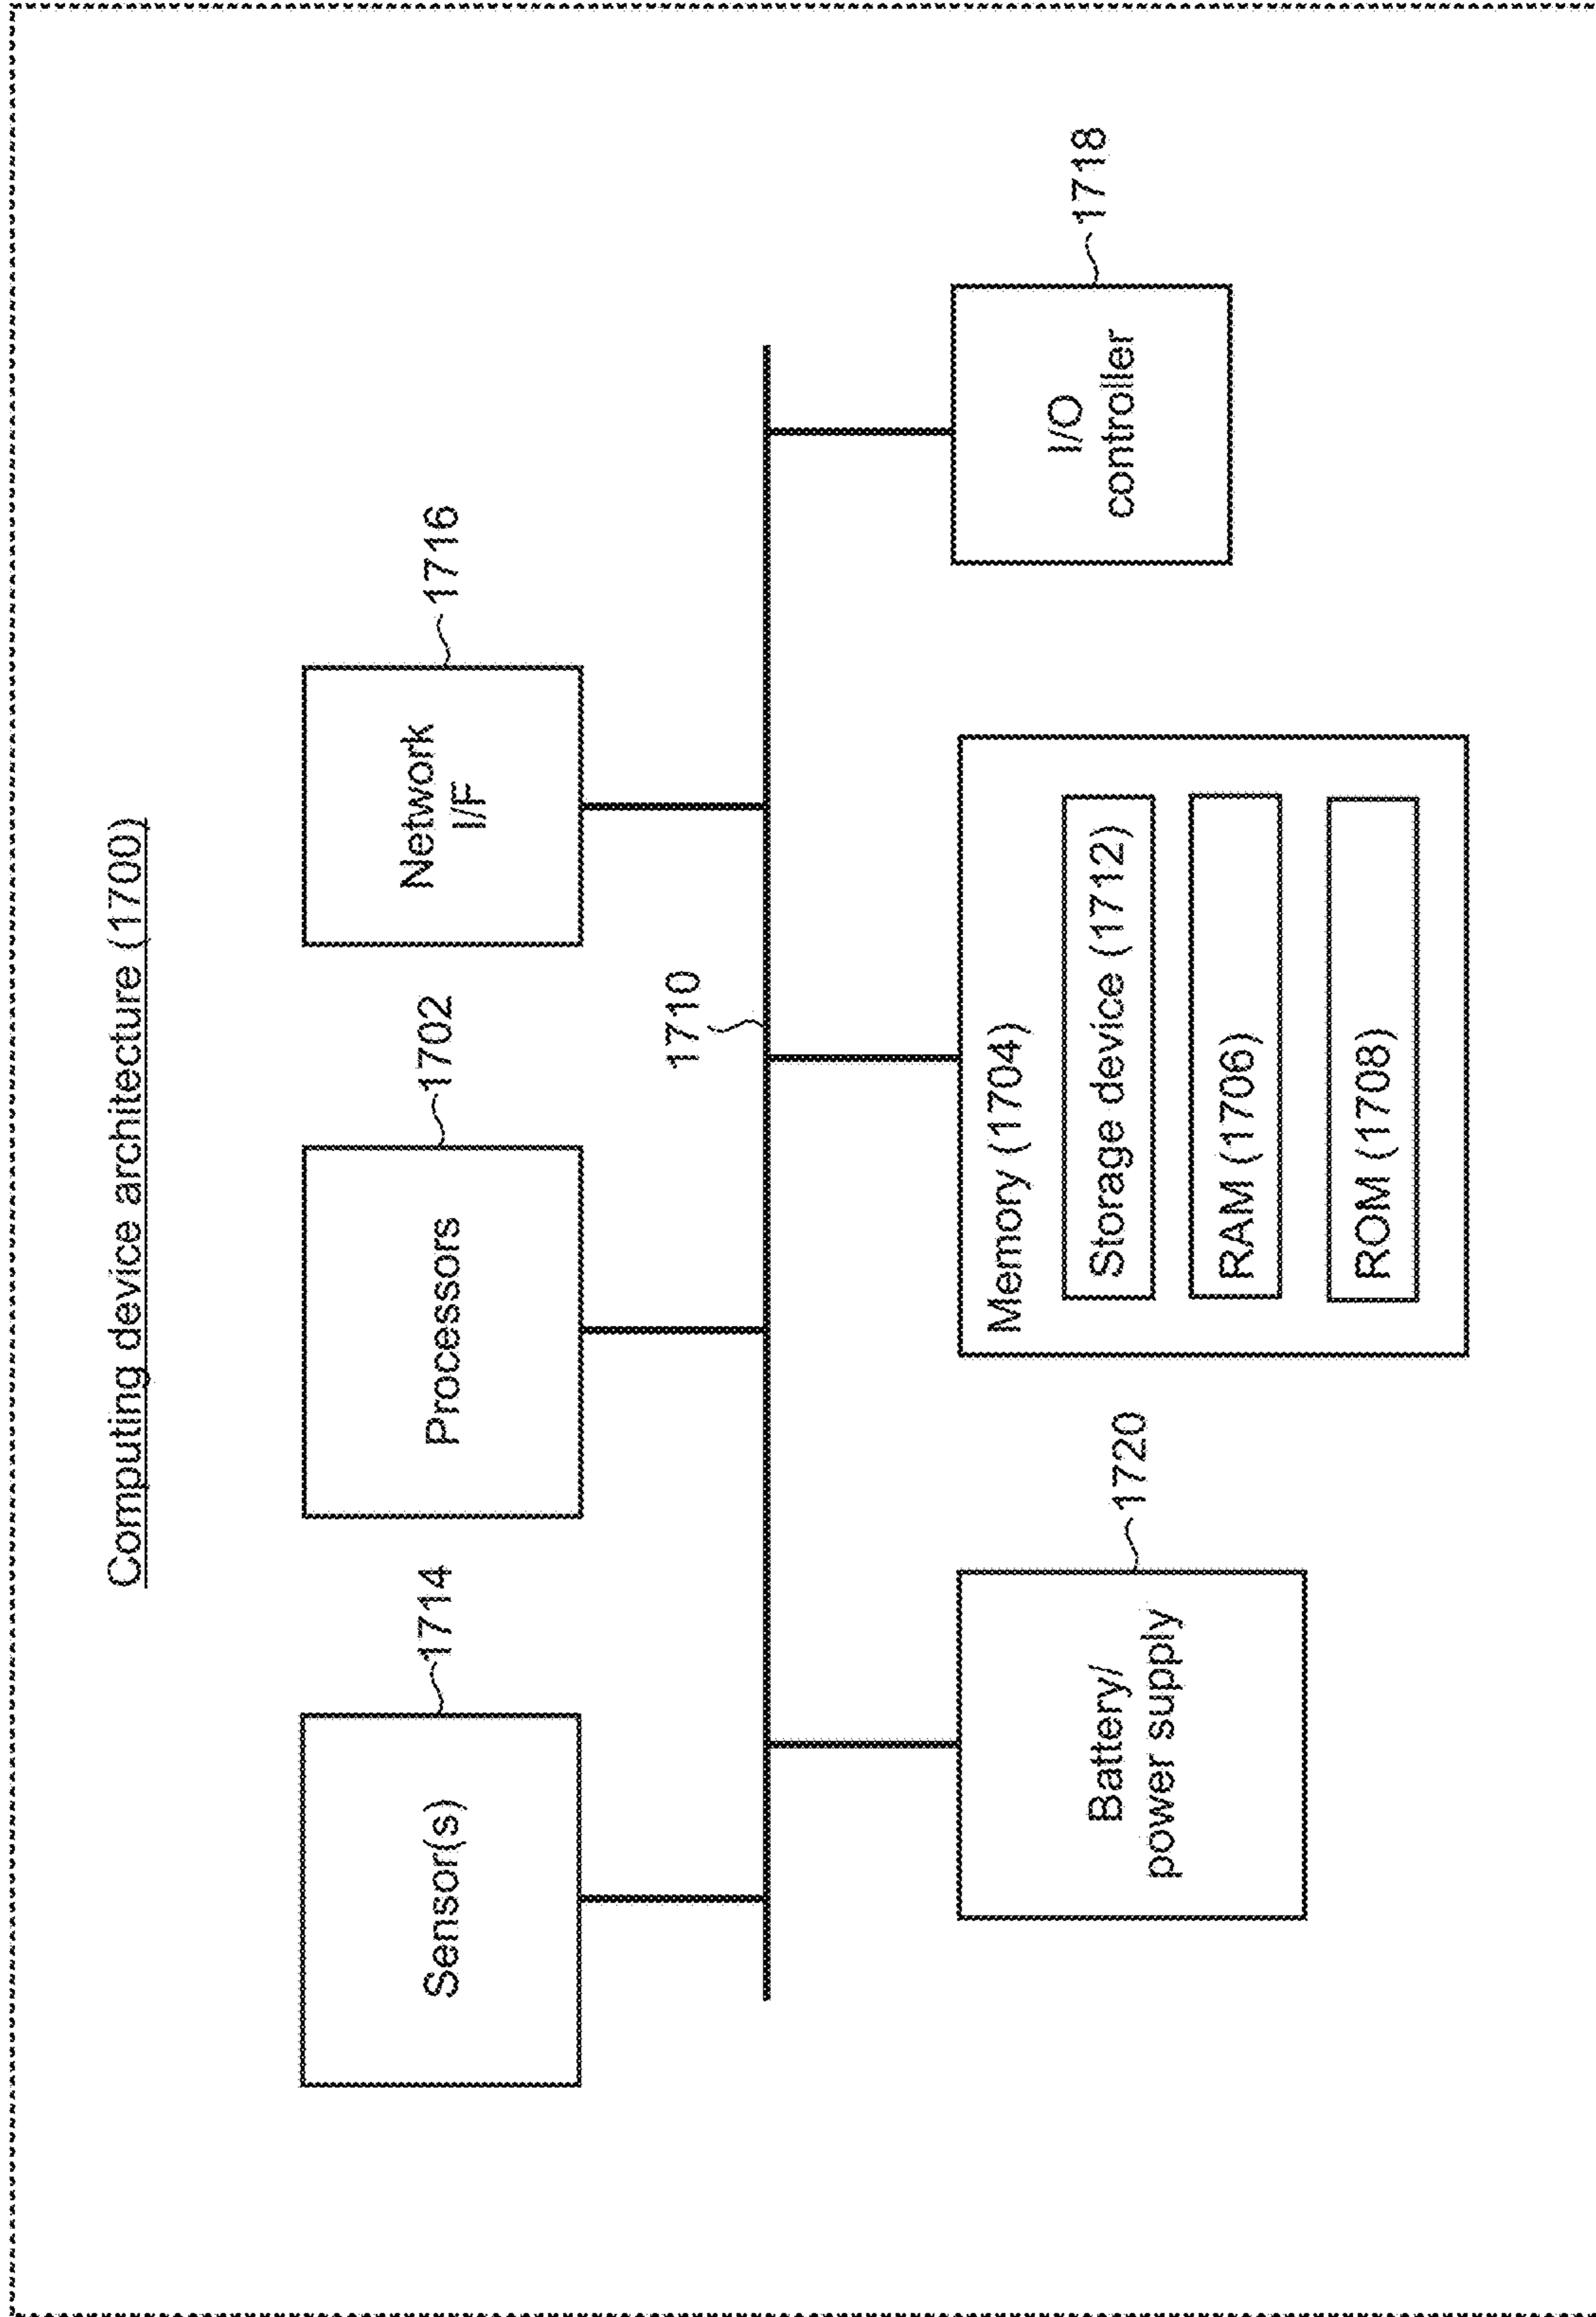 Computing device architecture (1700)
1714
1702
1716
Sensor(s)
Processors
Network
I/F
1710
1720
1718
Battery/
power supply
Memory (1704)
Storage device (1712)
RAM (1706)
ROM (1708)
I/O
controller